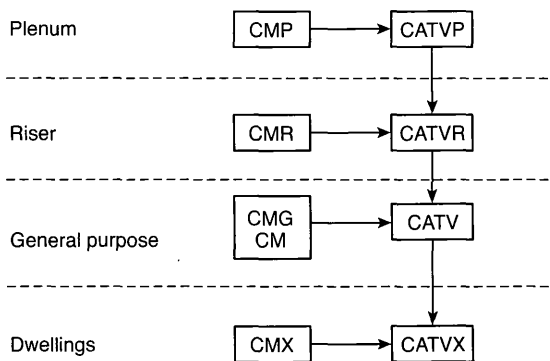 Plenum CMP CATVP
Riser CMR CATVR
CMG
CM
CATV
General purpose
Dwellings CMX CATVX